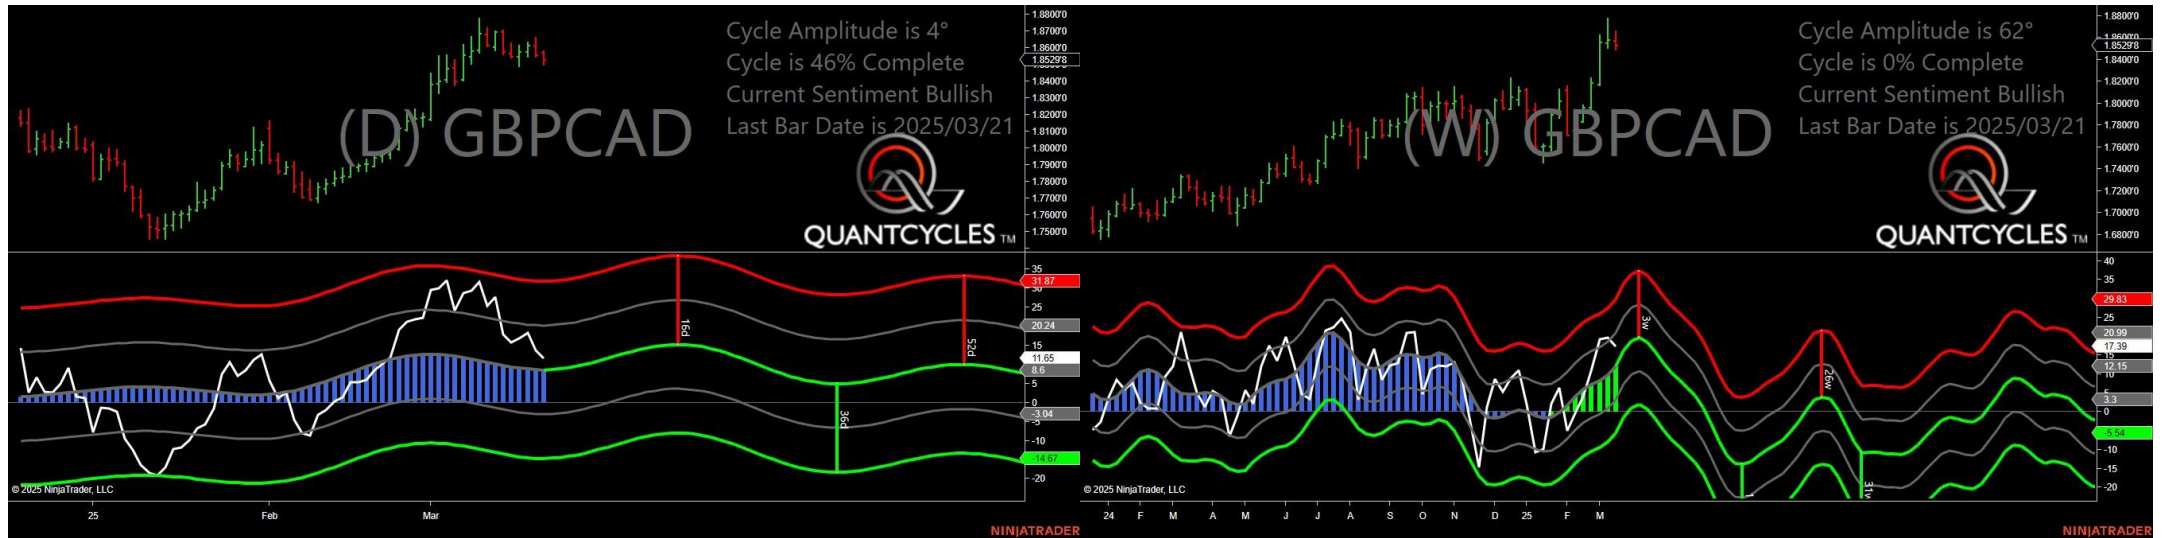 Cycle Amplitude is 4°
Cycle is 46% Complete
Current Sentiment Bullish
Last Bar Date is 2025/03/21
(D) GBPCAD
QUANTCYCLES TM
1.8800'0
1.8700'0
1.8600'0
1.8529'8
1.8400'0
1.8300'0
1.8200'0
1.8100'0
1.8000'0
1.7900'0
1.7800'0
1.7700'0
1.7600'0
1.7500'0
35
31.87
30
25
20.24
15
11.65
8.6
5
0
-3.04
-5
-10
-14.67
-20
16d
52d
36d
© 2025 NinjaTrader, LLC
25 Feb Mar
NINJATRADER
Cycle Amplitude is 62°
Cycle is 0% Complete
Current Sentiment Bullish
Last Bar Date is 2025/03/21
(W) GBPCAD
QUANTCYCLES TM
1.8800'0
1.8600'0
1.8529'8
1.8400'0
1.8200'0
1.8000'0
1.7800'0
1.7600'0
1.7400'0
1.7200'0
1.7000'0
1.6800'0
40
35
29.83
25
20.99
17.39
15
12.15
10
3.3
0
-5.54
-10
-15
-20
3w
26w
31w
© 2025 NinjaTrader, LLC
24 F M A M J J A S O N D 25 F M
NINJATRADER